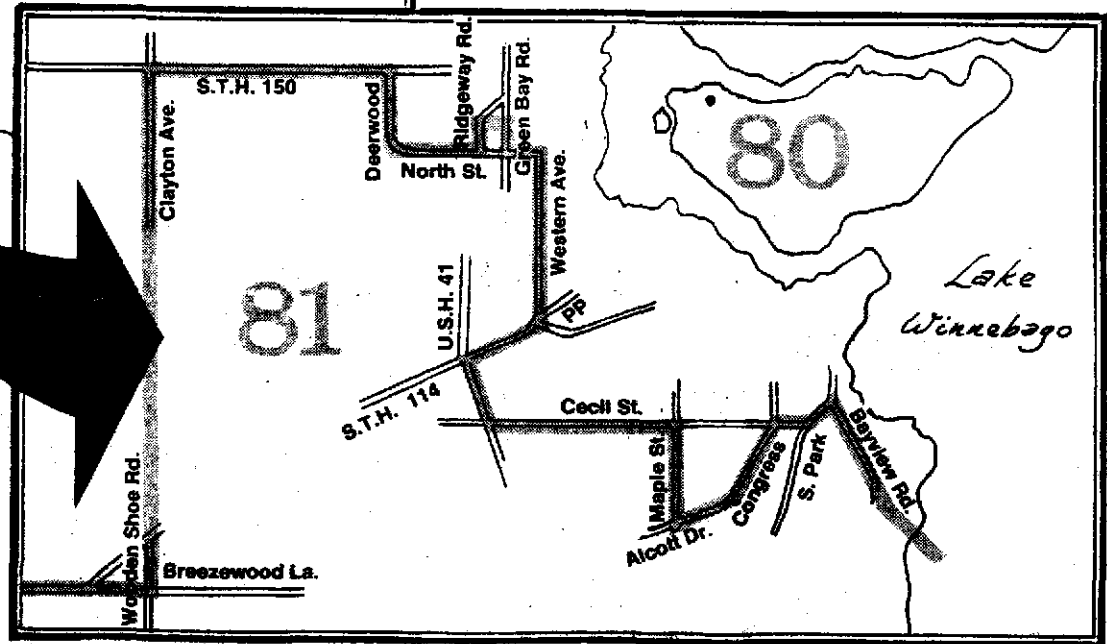 S.T.H. 150
Clayton Ave.
Deerwood
Ridgeway Rd.
Green Bay Rd.
North St.
Western Ave.
80
81
U.S.H. 41
PP
S.T.H. 114
Lake
Winnebago
Cecil St.
Maple St.
Congress
S. Park
Bayview Rd.
Alcott Dr.
Wooden Shoe Rd.
Breezewood La.